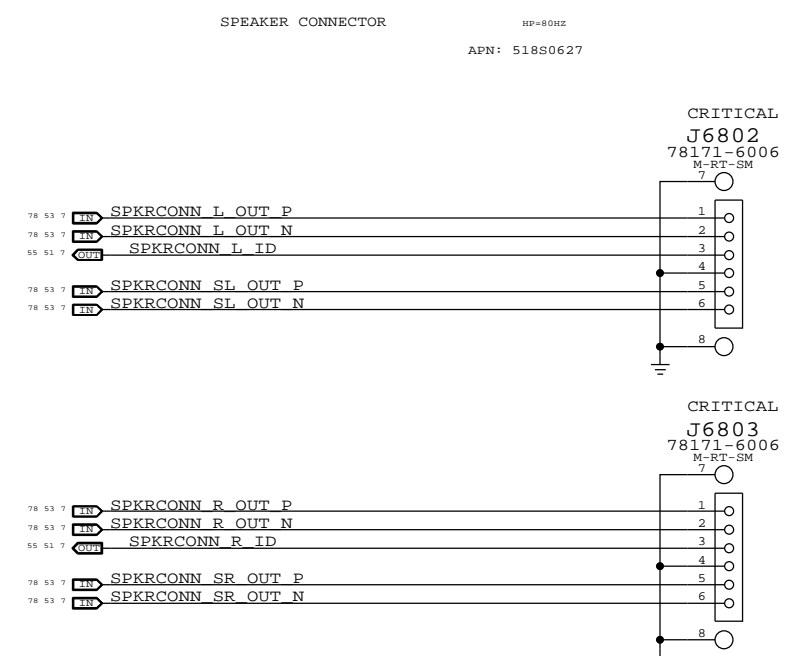 SPEAKER CONNECTOR HP=80HZ
APN: 518S0627
CRITICAL
J6802
78171-6006
M-RT-SM
7
78 53 7 IN SPKRCONN_L_OUT_P 1
78 53 7 IN SPKRCONN_L_OUT_N 2
55 51 7 OUT SPKRCONN_L_ID 3
4
78 53 7 IN SPKRCONN_SL_OUT_P 5
78 53 7 IN SPKRCONN_SL_OUT_N 6
8
CRITICAL
J6803
78171-6006
M-RT-SM
7
78 53 7 IN SPKRCONN_R_OUT_P 1
78 53 7 IN SPKRCONN_R_OUT_N 2
55 51 7 OUT SPKRCONN_R_ID 3
4
78 53 7 IN SPKRCONN_SR_OUT_P 5
78 53 7 IN SPKRCONN_SR_OUT_N 6
8